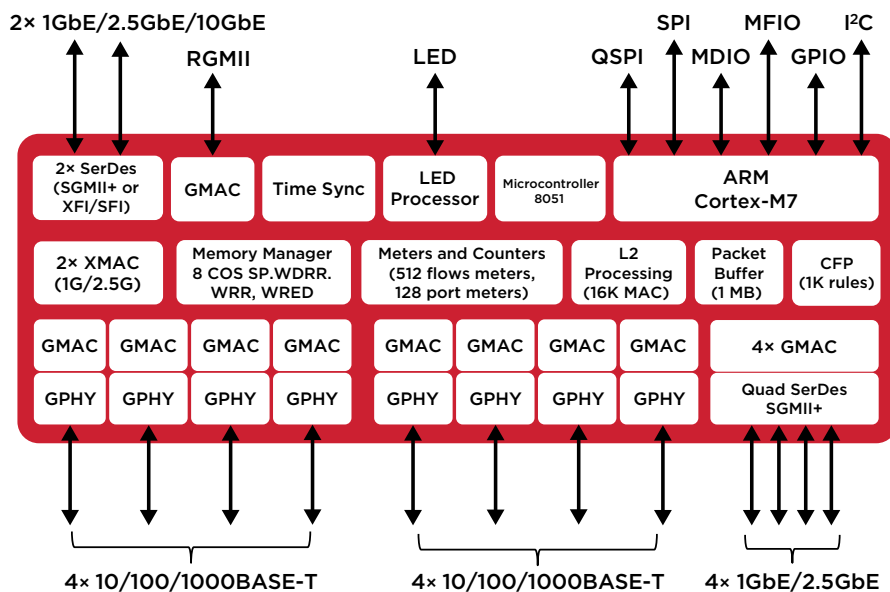 2× 1GbE/2.5GbE/10GbE
RGMII
LED
QSPI
SPI
MDIO
MFIO
GPIO
I²C
2× SerDes
(SGMII+ or
XFI/SFI)
GMAC
Time Sync
LED
Processor
Microcontroller
8051
ARM
Cortex-M7
2× XMAC
(1G/2.5G)
Memory Manager
8 COS SP.WDRR.
WRR, WRED
Meters and Counters
(512 flows meters,
128 port meters)
L2
Processing
(16K MAC)
Packet
Buffer
(1 MB)
CFP
(1K rules)
GMAC GMAC GMAC GMAC GMAC GMAC GMAC GMAC 4× GMAC
GPHY GPHY GPHY GPHY GPHY GPHY GPHY GPHY
Quad SerDes
SGMII+
4× 10/100/1000BASE-T 4× 10/100/1000BASE-T 4× 1GbE/2.5GbE